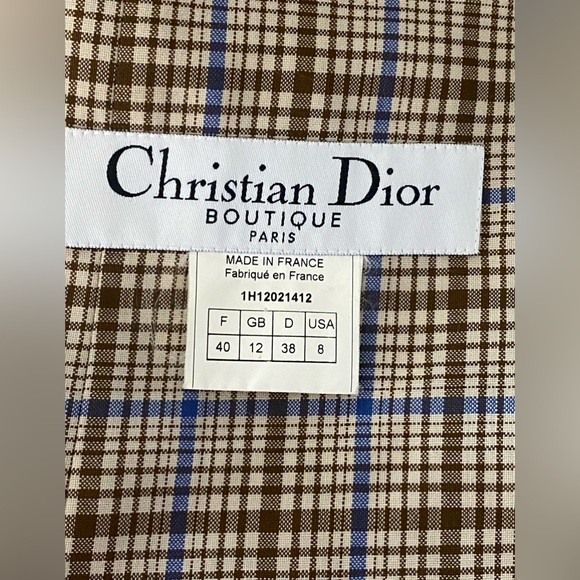 Christian Dior
BOUTIQUE
PARIS
MADE IN FRANCE
Fabriqué en France
1H12021412
F GB D USA
40 12 38 8